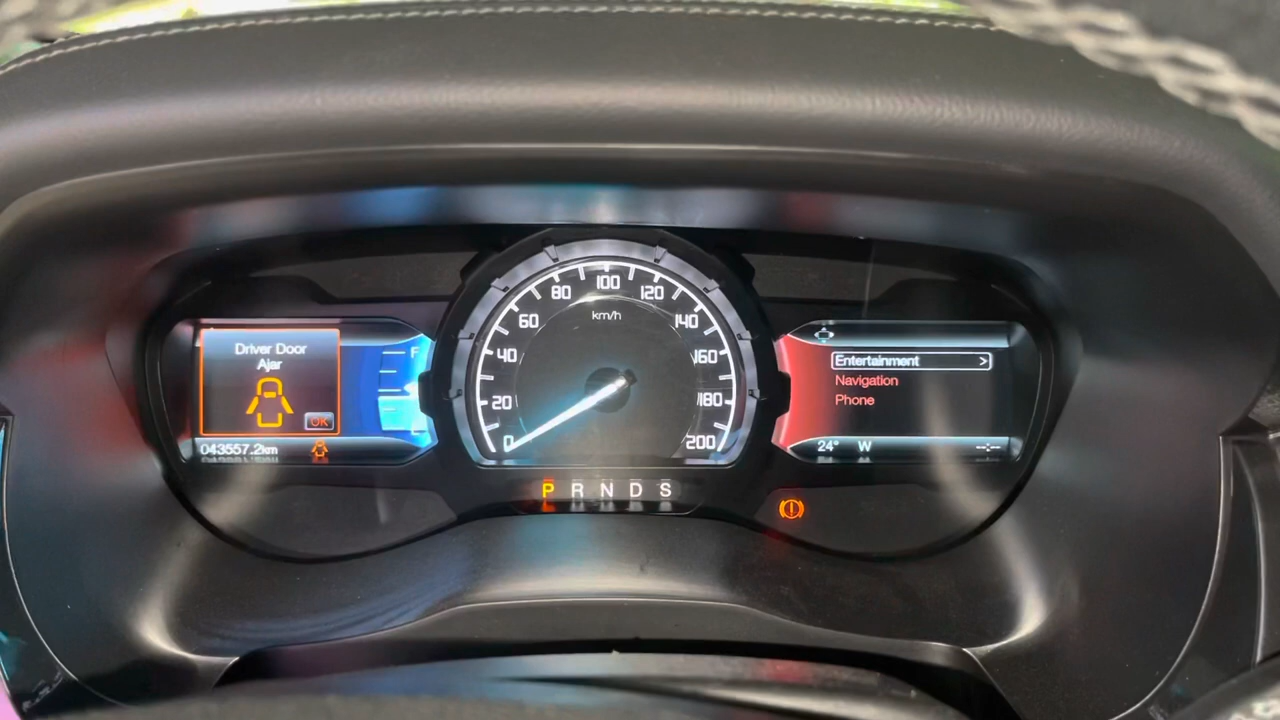 Driver Door
Ajar
OK
043557.2km
F
0
20
40
60
80
100
120
140
160
180
200
km/h
P R N D S
Entertainment >
Navigation
Phone
24° W --:--